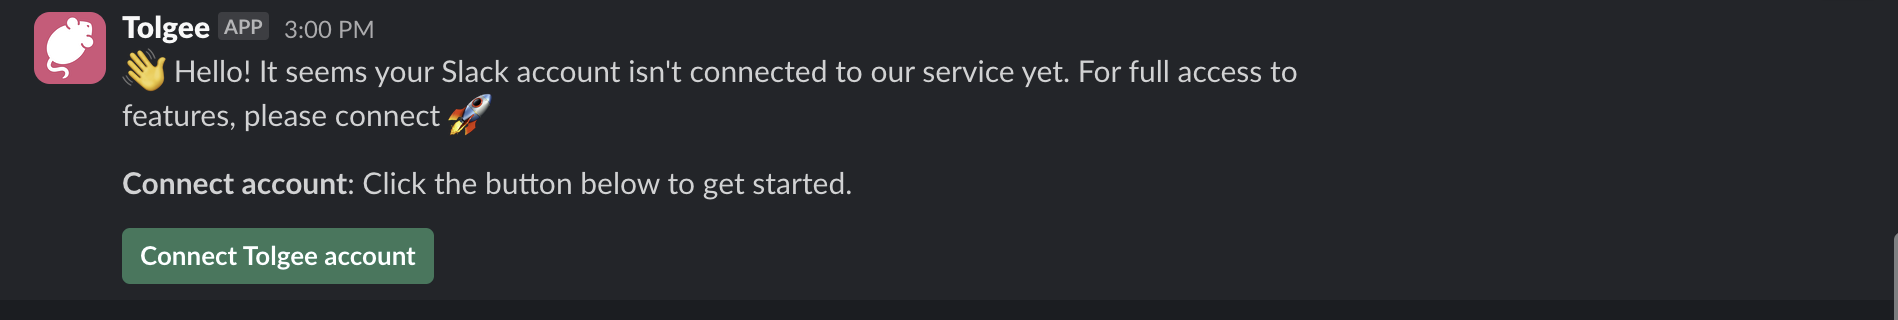 Tolgee APP 3:00 PM
👋 Hello! It seems your Slack account isn't connected to our service yet. For full access to
features, please connect 🚀
Connect account: Click the button below to get started.
Connect Tolgee account